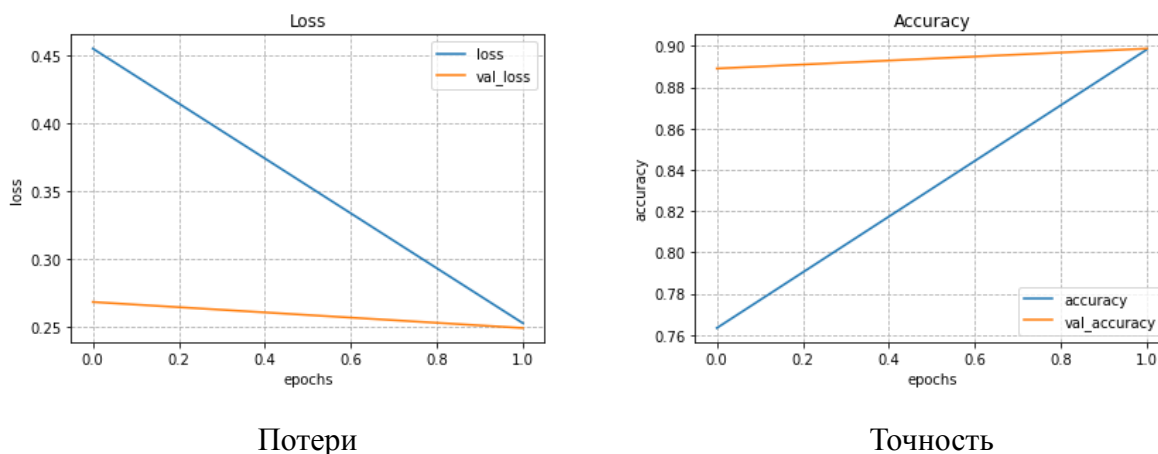 Loss
0.45
0.40
0.35
0.30
0.25
loss
loss
val_loss
0.0 0.2 0.4 0.6 0.8 1.0
epochs
Потери
Accuracy
0.90
0.88
0.86
0.84
0.82
0.80
0.78
0.76
accuracy
accuracy
val_accuracy
0.0 0.2 0.4 0.6 0.8 1.0
epochs
Точность